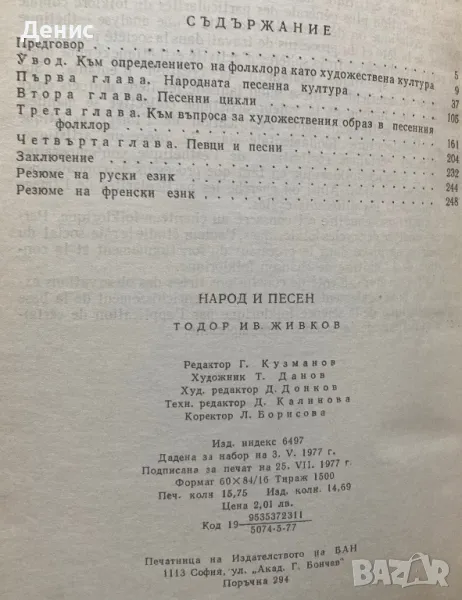 Денис
СЪДЪРЖАНИЕ
Предговор 5
Увод. Към определението на фолклора като художествена култура 9
Първа глава. Народната песенна култура 37
Втора глава. Песенни цикли 105
Трета глава. Към въпроса за художествения образ в песенния
фолклор 161
Четвърта глава. Певци и песни 204
Заключение 232
Резюме на руски език 244
Резюме на френски език 248
НАРОД И ПЕСЕН
ТОДОР ИВ. ЖИВКОВ
Редактор Г. Кузманов
Художник Т. Данов
Худ. редактор Д. Донков
Техн. редактор Д. Калинова
Коректор Л. Борисова
Изд. индекс 6497
Дадена за набор на 3. V. 1977 г.
Подписана за печат на 25. VII. 1977 г.
Формат 60×84/16 Тираж 1500
Печ. коли 15,75 Изд. коли 14,69
Цена 2,01 лв.
Код 19 9535372311
5074-5-77
Печатница на Издателството на БАН
1113 София, ул. „Акад. Г. Бончев“
Поръчка 294
BAZAR.bg